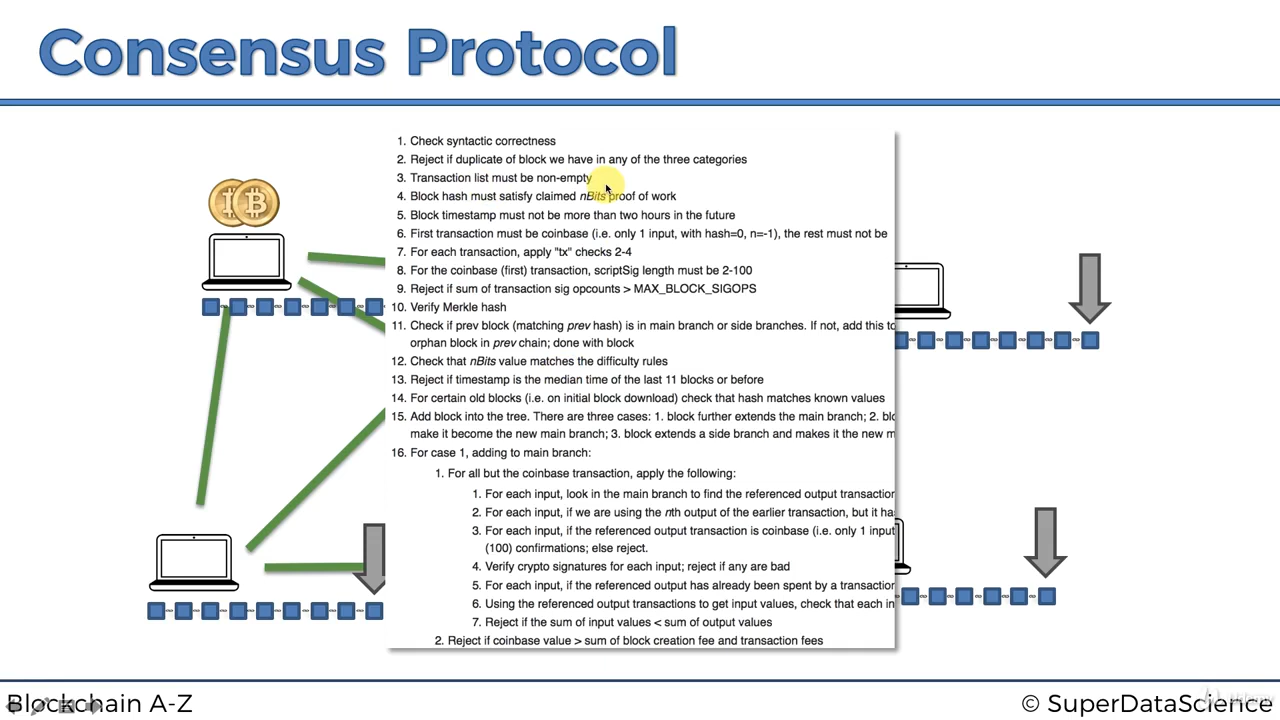 Consensus Protocol
1. Check syntactic correctness
2. Reject if duplicate of block we have in any of the three categories
3. Transaction list must be non-empty
4. Block hash must satisfy claimed nBits proof of work
5. Block timestamp must not be more than two hours in the future
6. First transaction must be coinbase (i.e. only 1 input, with hash=0, n=-1), the rest must not be
7. For each transaction, apply "tx" checks 2-4
8. For the coinbase (first) transaction, scriptSig length must be 2-100
9. Reject if sum of transaction sig opcounts > MAX_BLOCK_SIGOPS
10. Verify Merkle hash
11. Check if prev block (matching prev hash) is in main branch or side branches. If not, add this to
orphan block in prev chain; done with block
12. Check that nBits value matches the difficulty rules
13. Reject if timestamp is the median time of the last 11 blocks or before
14. For certain old blocks (i.e. on initial block download) check that hash matches known values
15. Add block into the tree. There are three cases: 1. block further extends the main branch; 2. blo
make it become the new main branch; 3. block extends a side branch and makes it the new m
16. For case 1, adding to main branch:
1. For all but the coinbase transaction, apply the following:
1. For each input, look in the main branch to find the referenced output transaction
2. For each input, if we are using the nth output of the earlier transaction, but it ha
3. For each input, if the referenced output transaction is coinbase (i.e. only 1 input
(100) confirmations; else reject.
4. Verify crypto signatures for each input; reject if any are bad
5. For each input, if the referenced output has already been spent by a transaction
6. Using the referenced output transactions to get input values, check that each in
7. Reject if the sum of input values < sum of output values
2. Reject if coinbase value > sum of block creation fee and transaction fees
Blockchain A-Z
© SuperDataScience